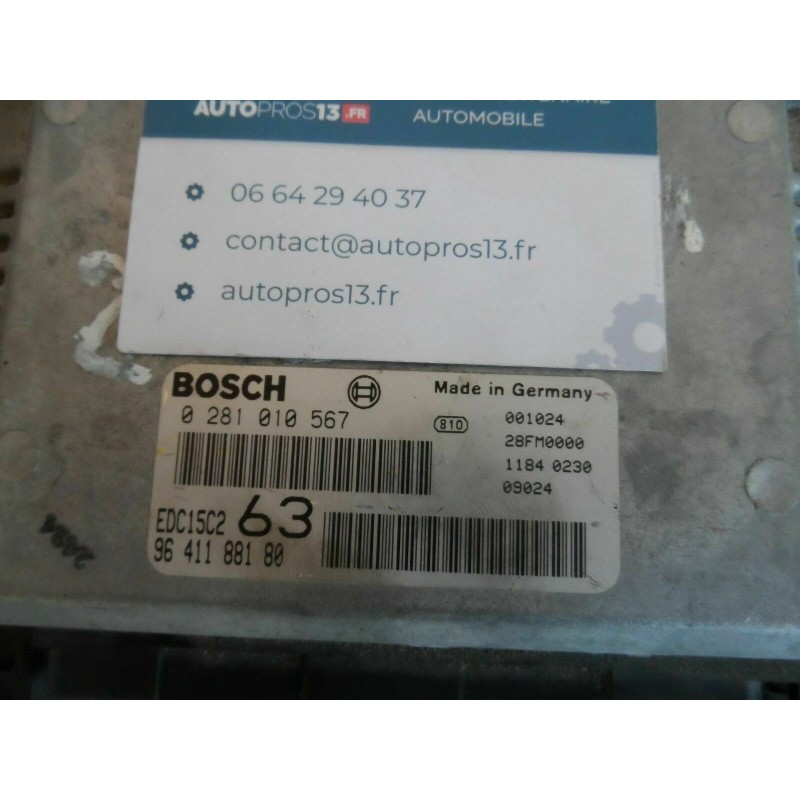 AUTOPROS13.FR
AUTOMOBILE
06 64 29 40 37
contact@autopros13.fr
autopros13.fr
BOSCH
Made in Germany
0 281 010 567
810
001024
28FM0000
1184 0230
09024
EDC15C2 63
96 411 881 80